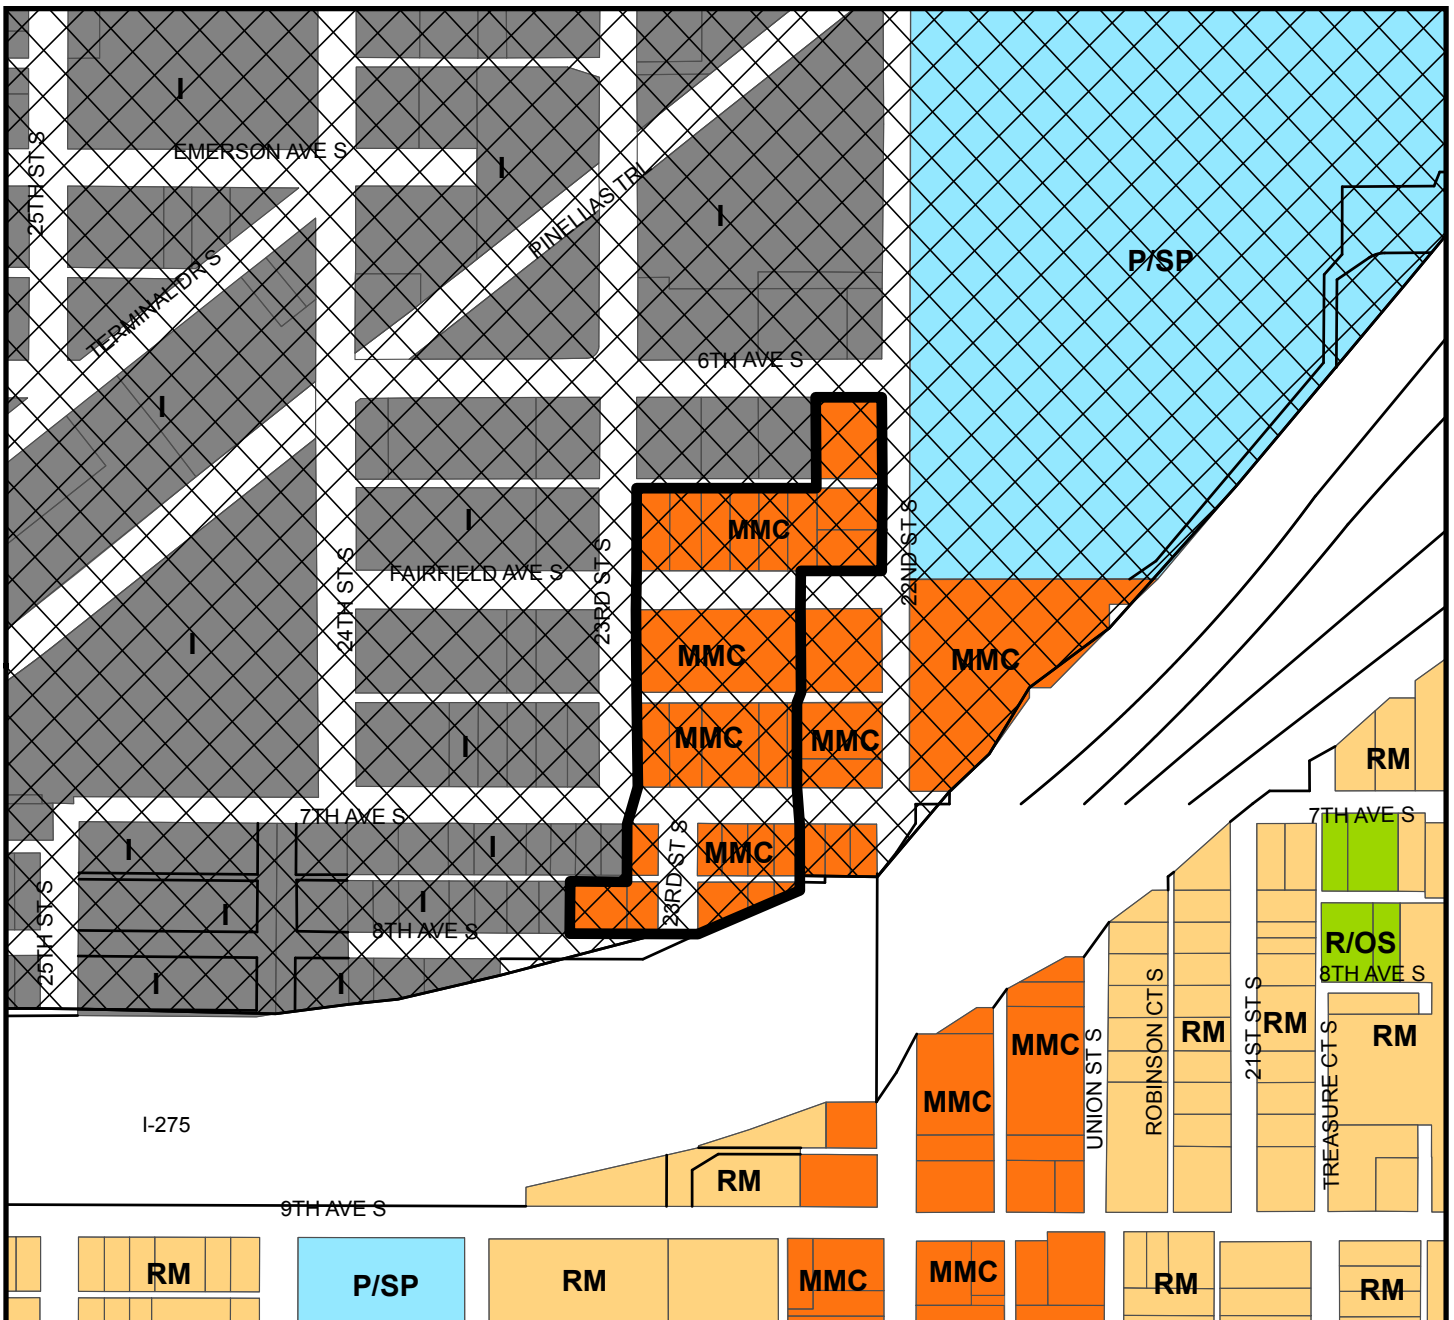 I
25TH ST S
EMERSON AVE S
I
PINELLAS TRL
I
TERMINAL DR S
P/SP
6TH AVE S
I
I
MMC
22ND ST S
FAIRFIELD AVE S
24TH ST S
23RD ST S
I
MMC
MMC
I
MMC
MMC
RM
7TH AVE S
7TH AVE S
I
I
MMC
23RD ST S
I
I
8TH AVE S
25TH ST S
R/OS
8TH AVE S
I
I
MMC
UNION ST S
ROBINSON CT S
RM
21ST ST S
RM
TREASURE CT S
RM
MMC
I-275
RM
9TH AVE S
RM
P/SP
RM
MMC
MMC
RM
RM